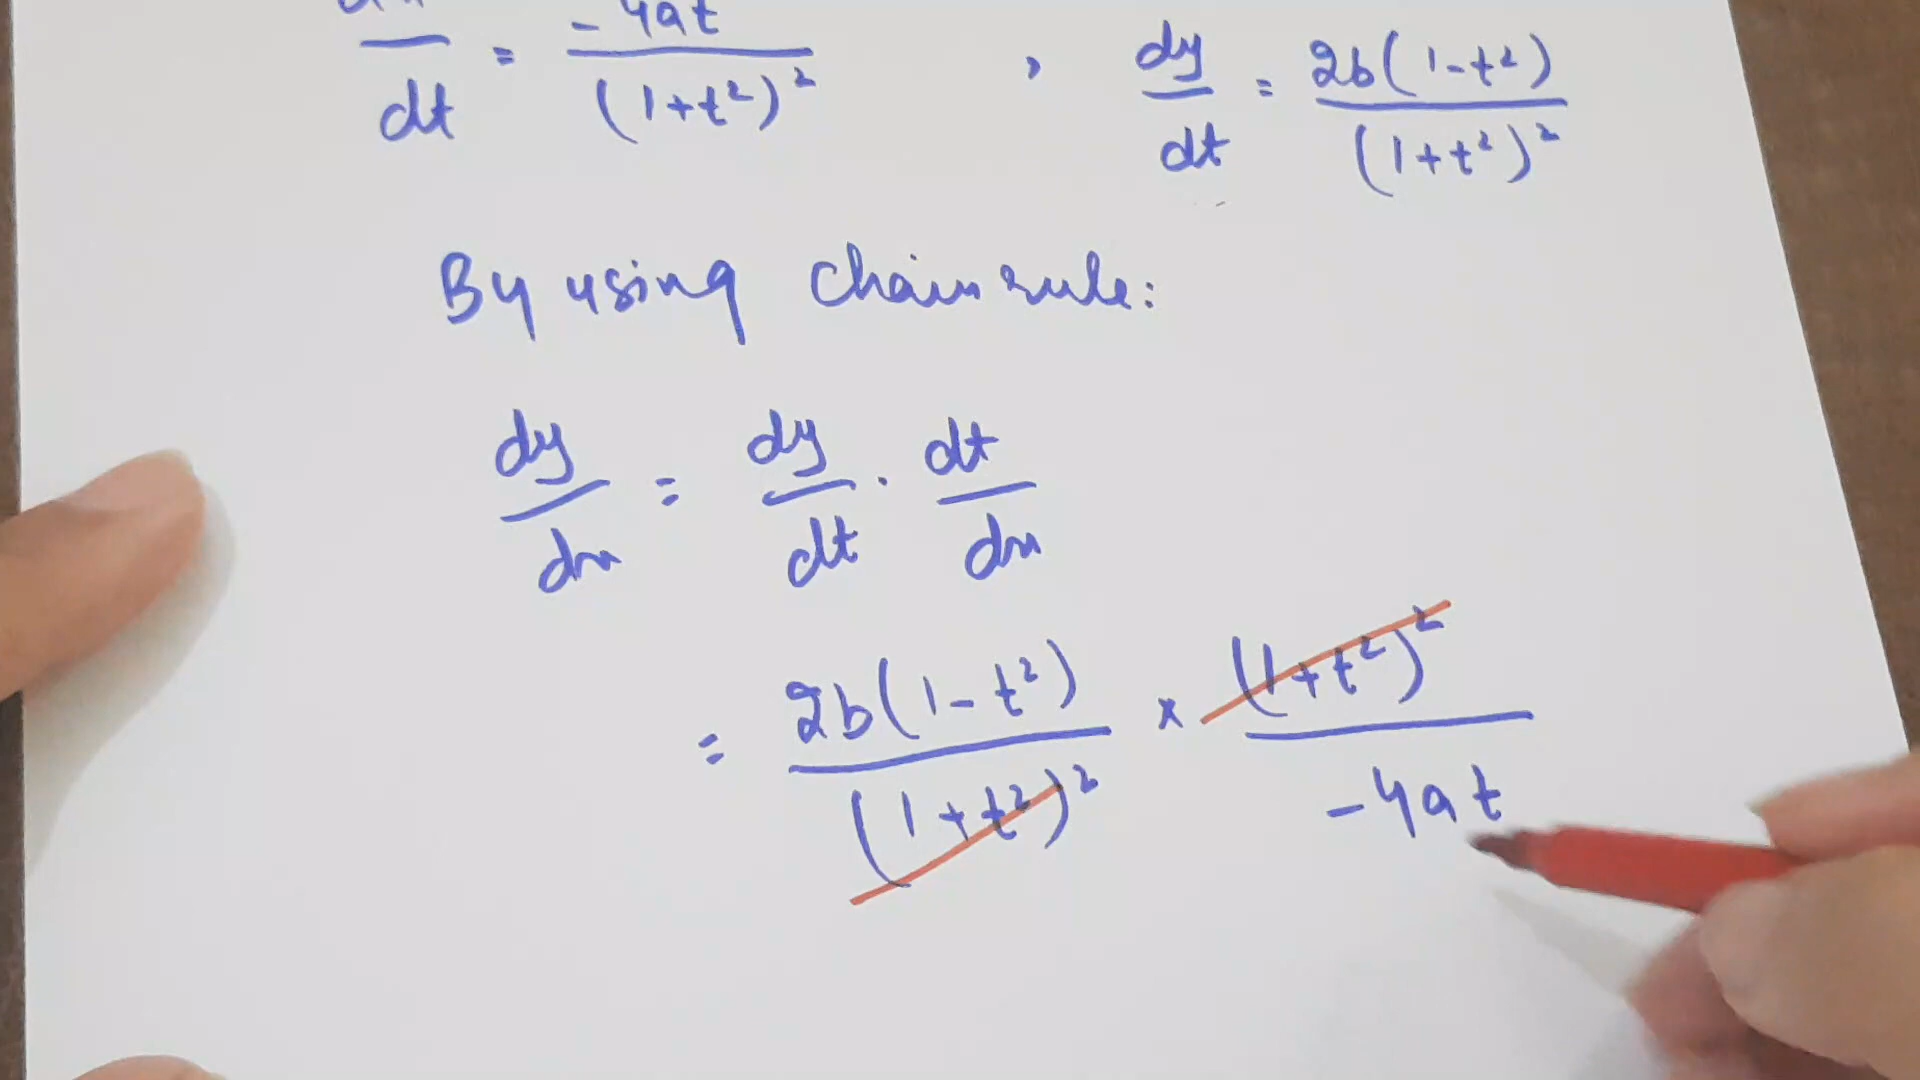 dt = -4at / (1+t²)² , dy/dt = 2b(1-t²) / (1+t²)²
By using Chain rule:
dy/dx = dy/dt . dt/dx
= 2b(1-t²) / (1+t²)² × (1+t²)² / -4at